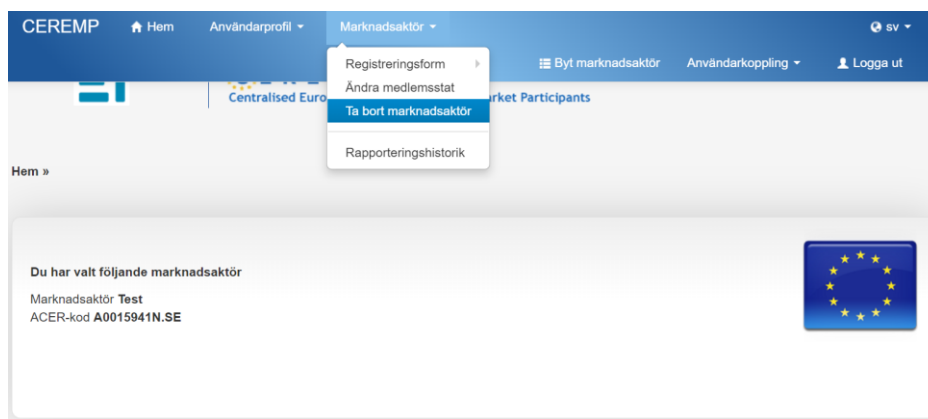 CEREMP Hem Användarprofil Marknadsaktör sv
Registreringsform Byt marknadsaktör Användarkoppling Logga ut
Ändra medlemsstat
Centralised Euro rket Participants
Ta bort marknadsaktör
Rapporteringshistorik
Hem »
Du har valt följande marknadsaktör
Marknadsaktör Test
ACER-kod A0015941N.SE